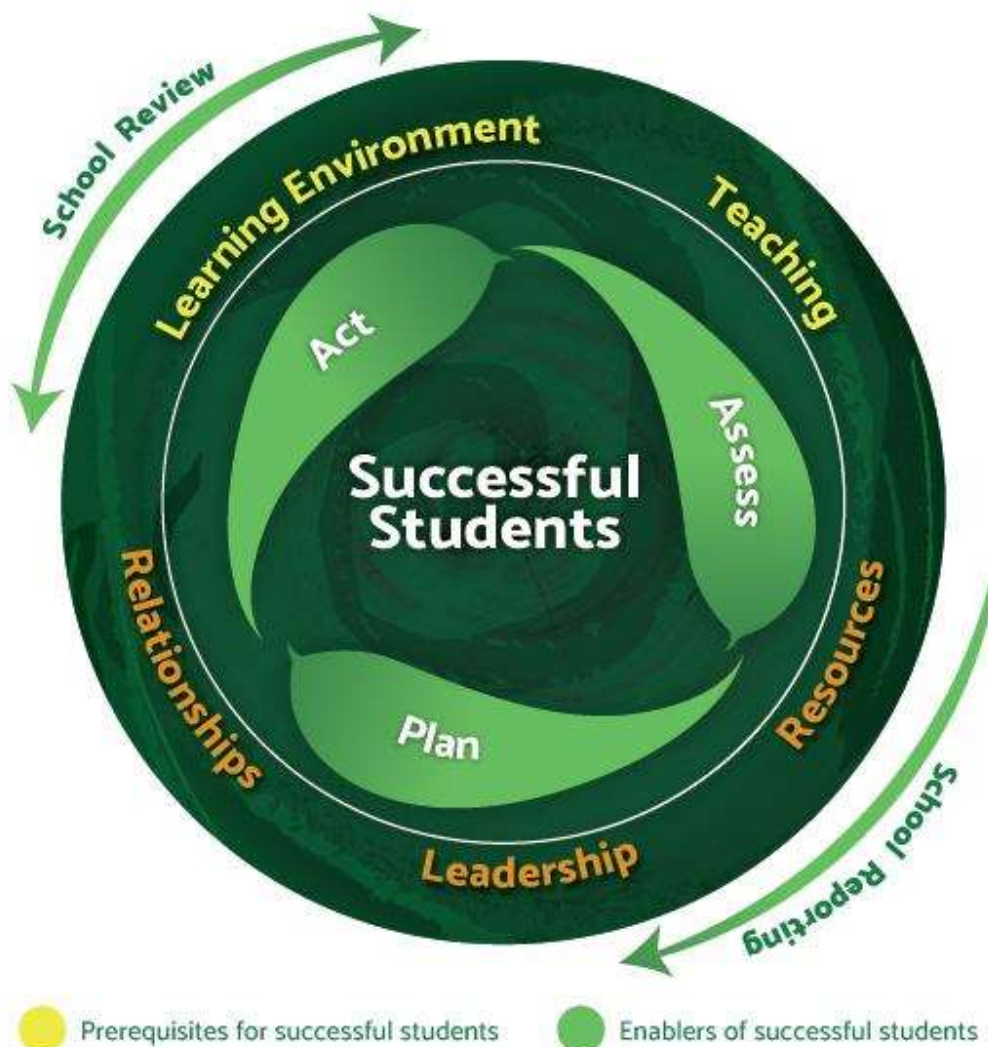 School Review
Learning Environment
Teaching
Act
Assess
Successful
Students
Relationships
Resources
Plan
Leadership
School Reporting
Prerequisites for successful students
Enablers of successful students